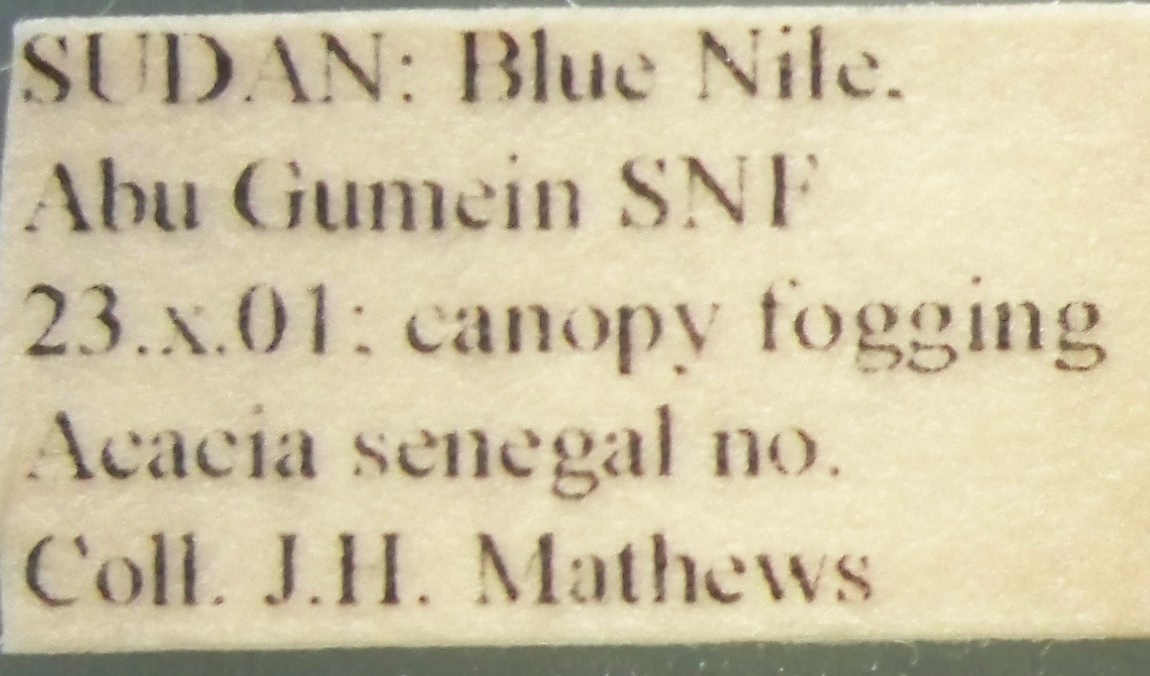 SUDAN: Blue Nile.
Abu Gumein SNF
23.x.01: canopy fogging
Acacia senegal no.
Coll. J.H. Mathews